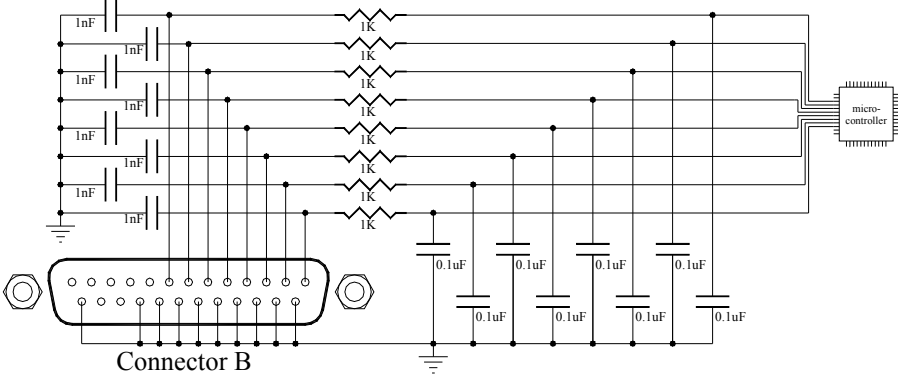 1nF
1K
1nF
1K
1nF
1K
1nF
1K
1nF
1K
1nF
1K
1nF
1K
1nF
1K
micro-
controller
0.1uF
0.1uF
0.1uF
0.1uF
0.1uF
0.1uF
0.1uF
0.1uF
Connector B